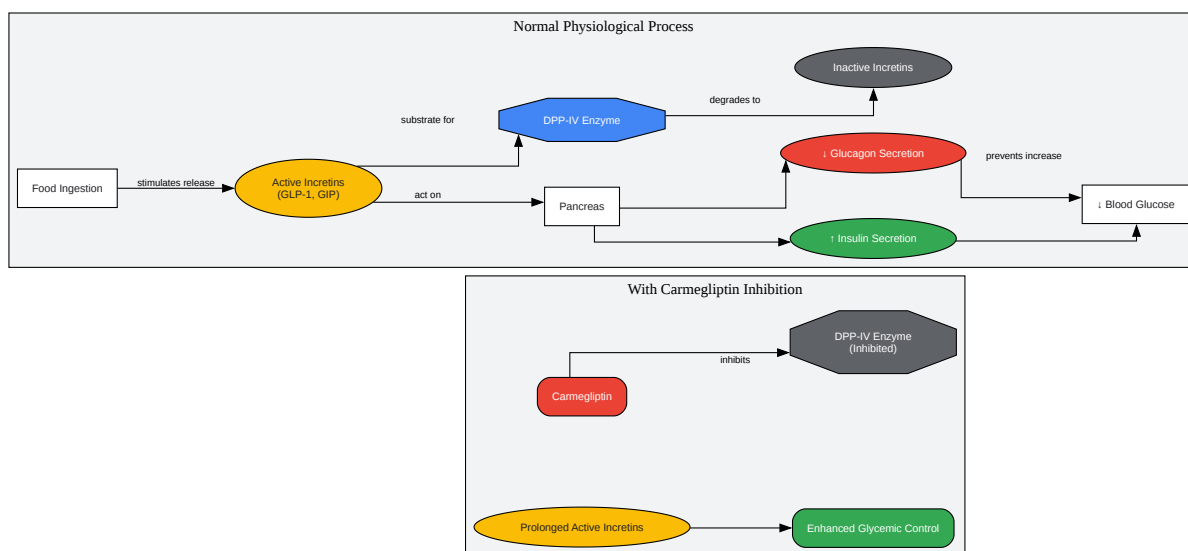 Normal Physiological Process
Inactive Incretins
degrades to
substrate for
DPP-IV Enzyme
↓ Glucagon Secretion
prevents increase
Food Ingestion
stimulates release
Active Incretins
(GLP-1, GIP)
act on
Pancreas
↓ Blood Glucose
↑ Insulin Secretion
With Carmegliptin Inhibition
DPP-IV Enzyme
(Inhibited)
inhibits
Carmegliptin
Prolonged Active Incretins
Enhanced Glycemic Control